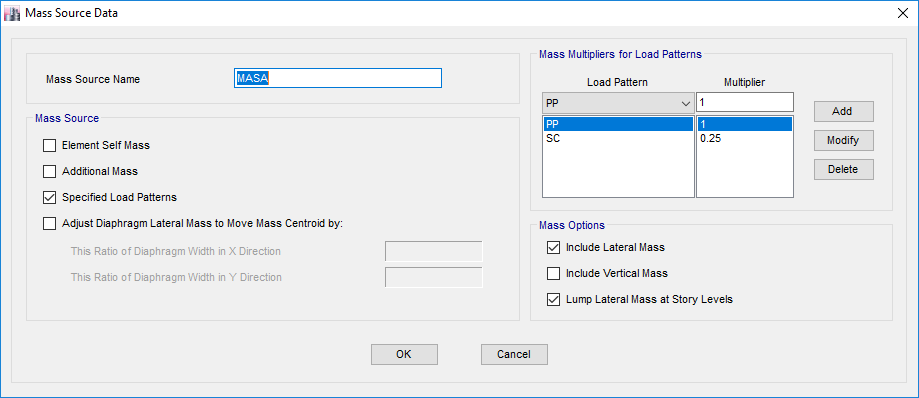 Mass Source Data
Mass Source Name
MASA
Mass Source
Element Self Mass
Additional Mass
Specified Load Patterns
Adjust Diaphragm Lateral Mass to Move Mass Centroid by:
This Ratio of Diaphragm Width in X Direction
This Ratio of Diaphragm Width in Y Direction
Mass Multipliers for Load Patterns
Load Pattern Multiplier
PP 1
PP 1
SC 0.25
Add
Modify
Delete
Mass Options
Include Lateral Mass
Include Vertical Mass
Lump Lateral Mass at Story Levels
OK Cancel